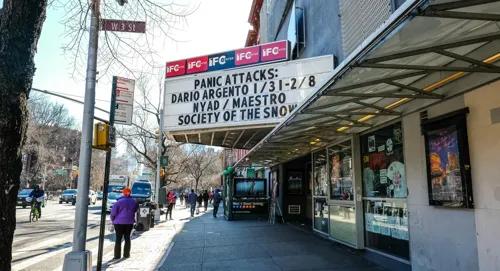 W 3 St
IFC
IFC
IFC
IFC
IFC
PANIC ATTACKS:
DARIO ARGENTO 1/31-2/8
NYAD / MAESTRO
SOCIETY OF THE SNOW